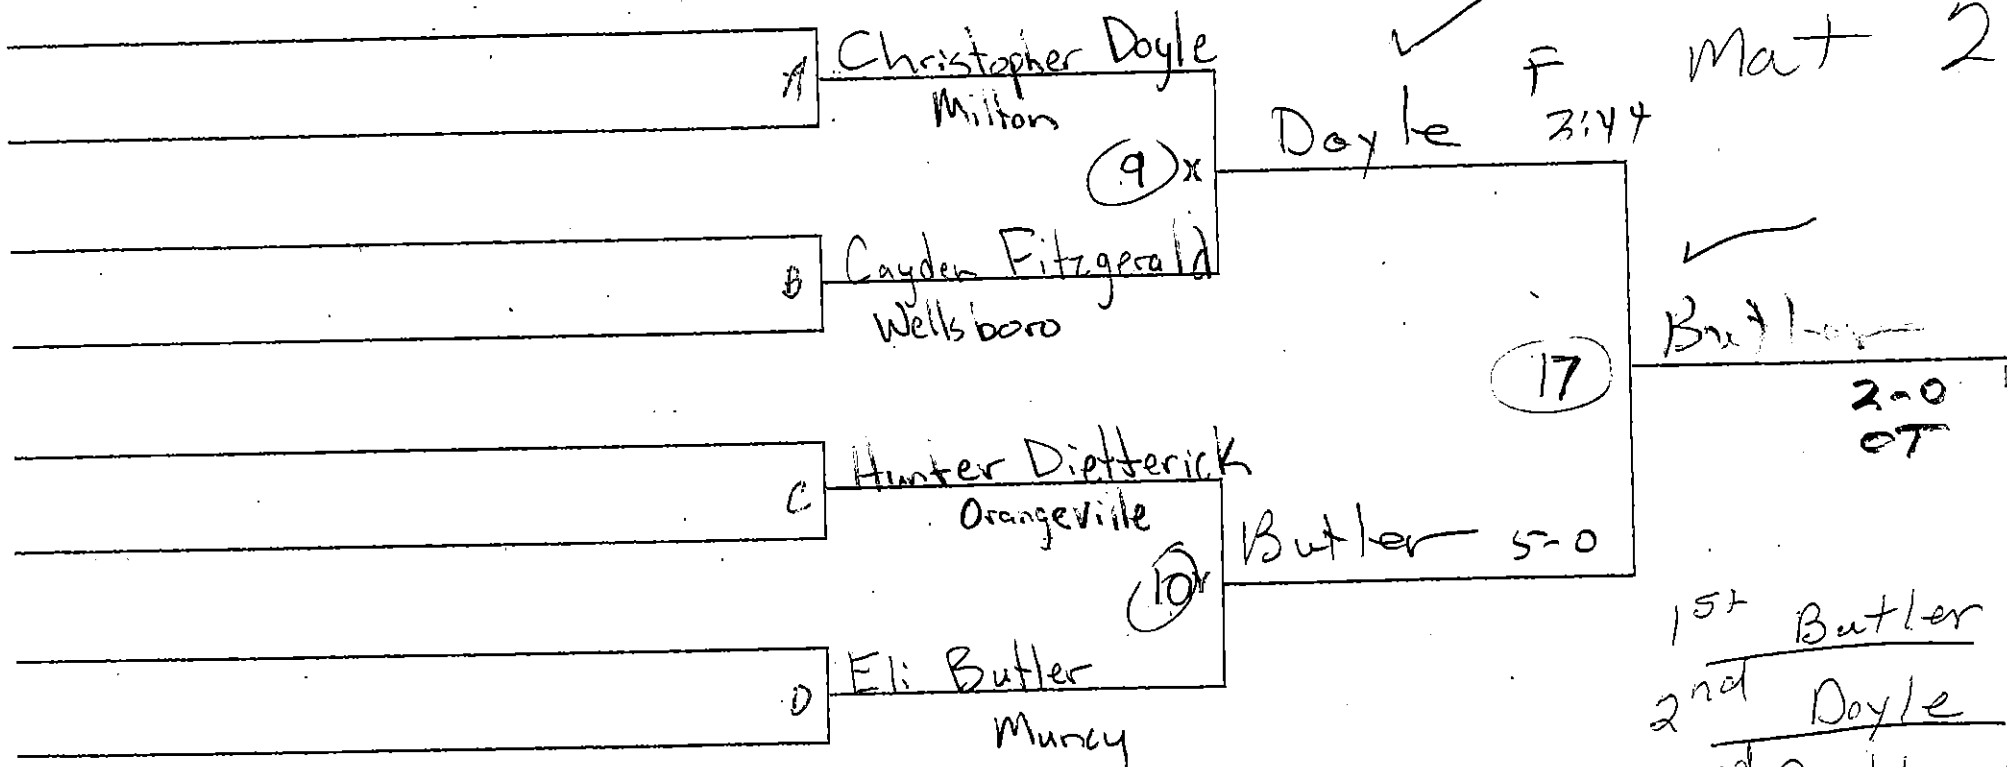 Mat 2
A Christopher Doyle
Milton
9 x
Doyle F
3:44
B Cayden Fitzgerald
Wellsboro
17
Butler
2-0
OT
C Hunter Dietterick
Orangeville
10
Butler 5-0
D Eli Butler
Muncy
1st Butler
2nd Doyle